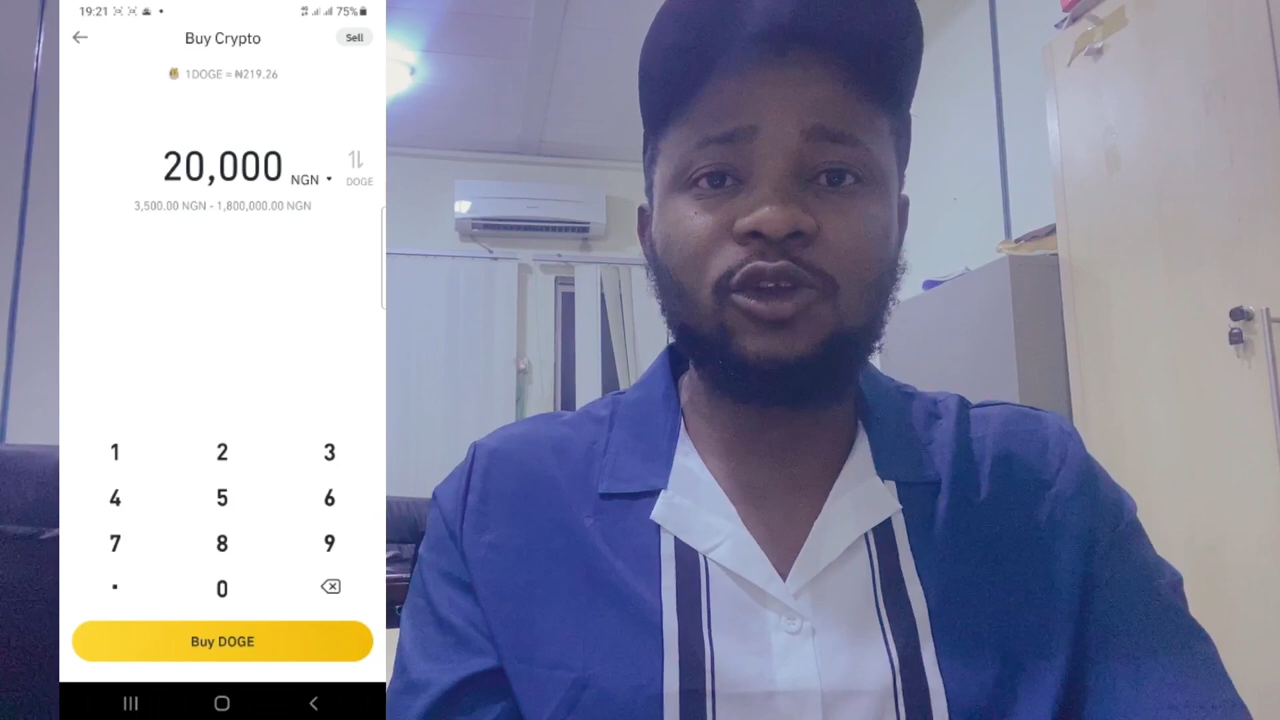 19:21 75%
Buy Crypto
Sell
1DOGE ≈ ₦219.26
20,000 NGN
DOGE
3,500.00 NGN - 1,800,000.00 NGN
1 2 3
4 5 6
7 8 9
. 0
Buy DOGE